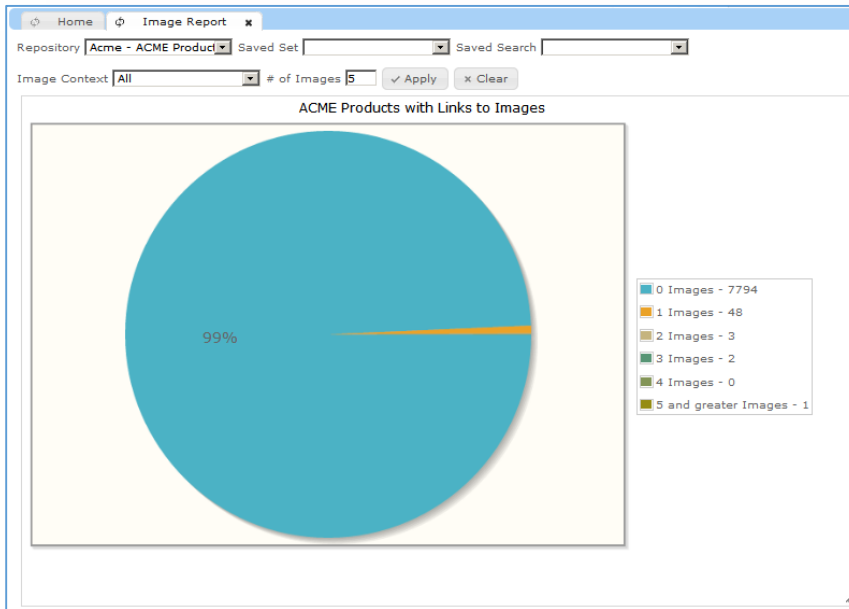 Home Image Report
Repository Acme - ACME Product Saved Set Saved Search
Image Context All # of Images 5 Apply Clear
ACME Products with Links to Images
99%
0 Images - 7794
1 Images - 48
2 Images - 3
3 Images - 2
4 Images - 0
5 and greater Images - 1